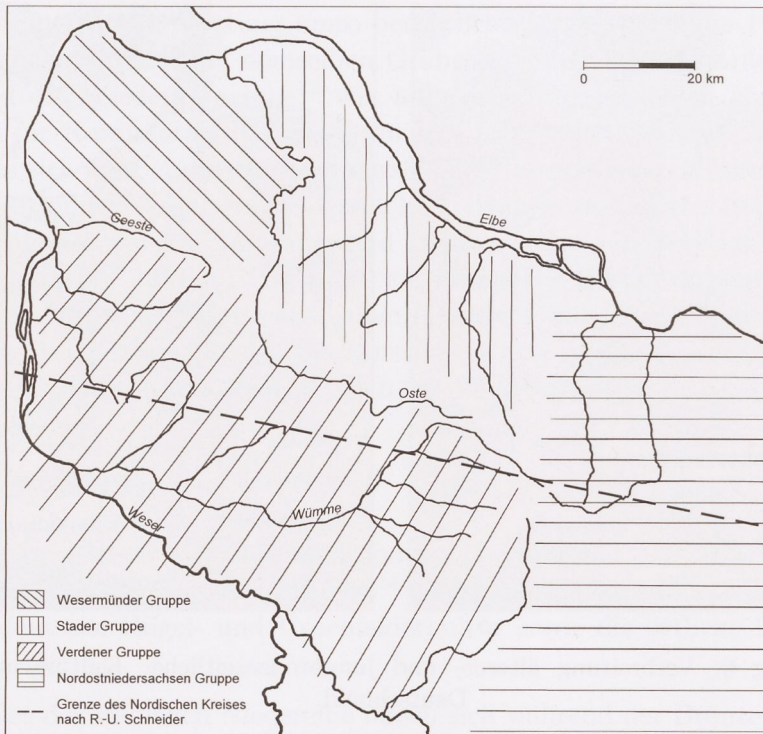 0
20 km
Elbe
Geeste
Oste
Wümme
Weser
Wesermünder Gruppe
Stader Gruppe
Verdener Gruppe
Nordostniedersachsen Gruppe
Grenze des Nordischen Kreises
nach R.-U. Schneider